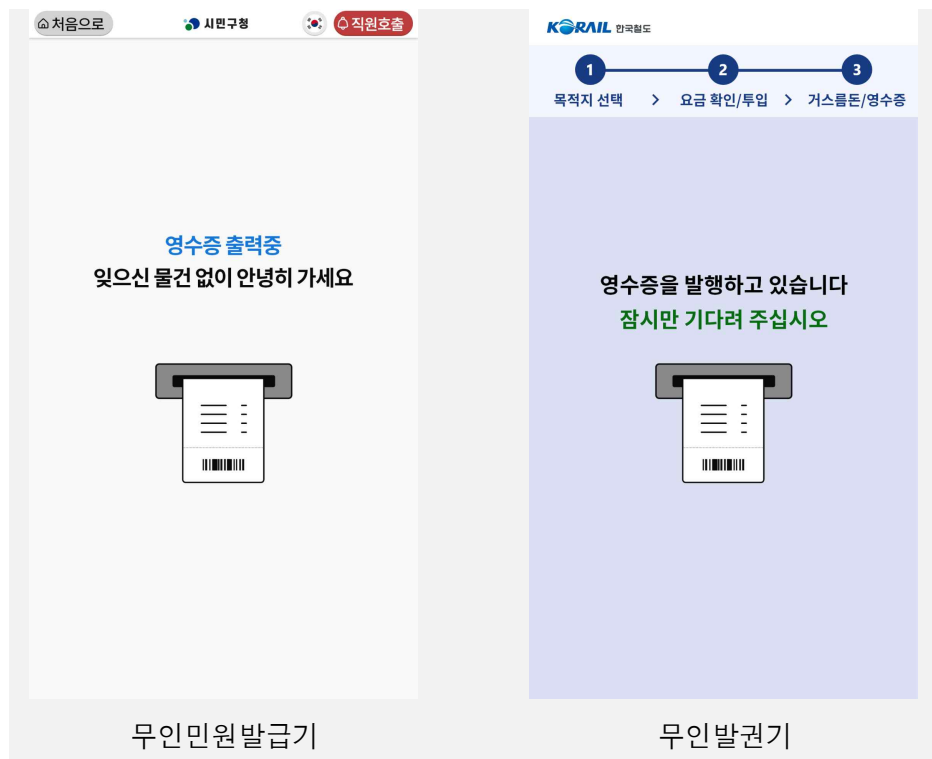 처음으로
시민구청
직원호출
영수증 출력중
잊으신 물건 없이 안녕히 가세요
무인민원발급기
KORAIL 한국철도
1 2 3
목적지 선택 > 요금 확인/투입 > 거스름돈/영수증
영수증을 발행하고 있습니다
잠시만 기다려 주십시오
무인발권기